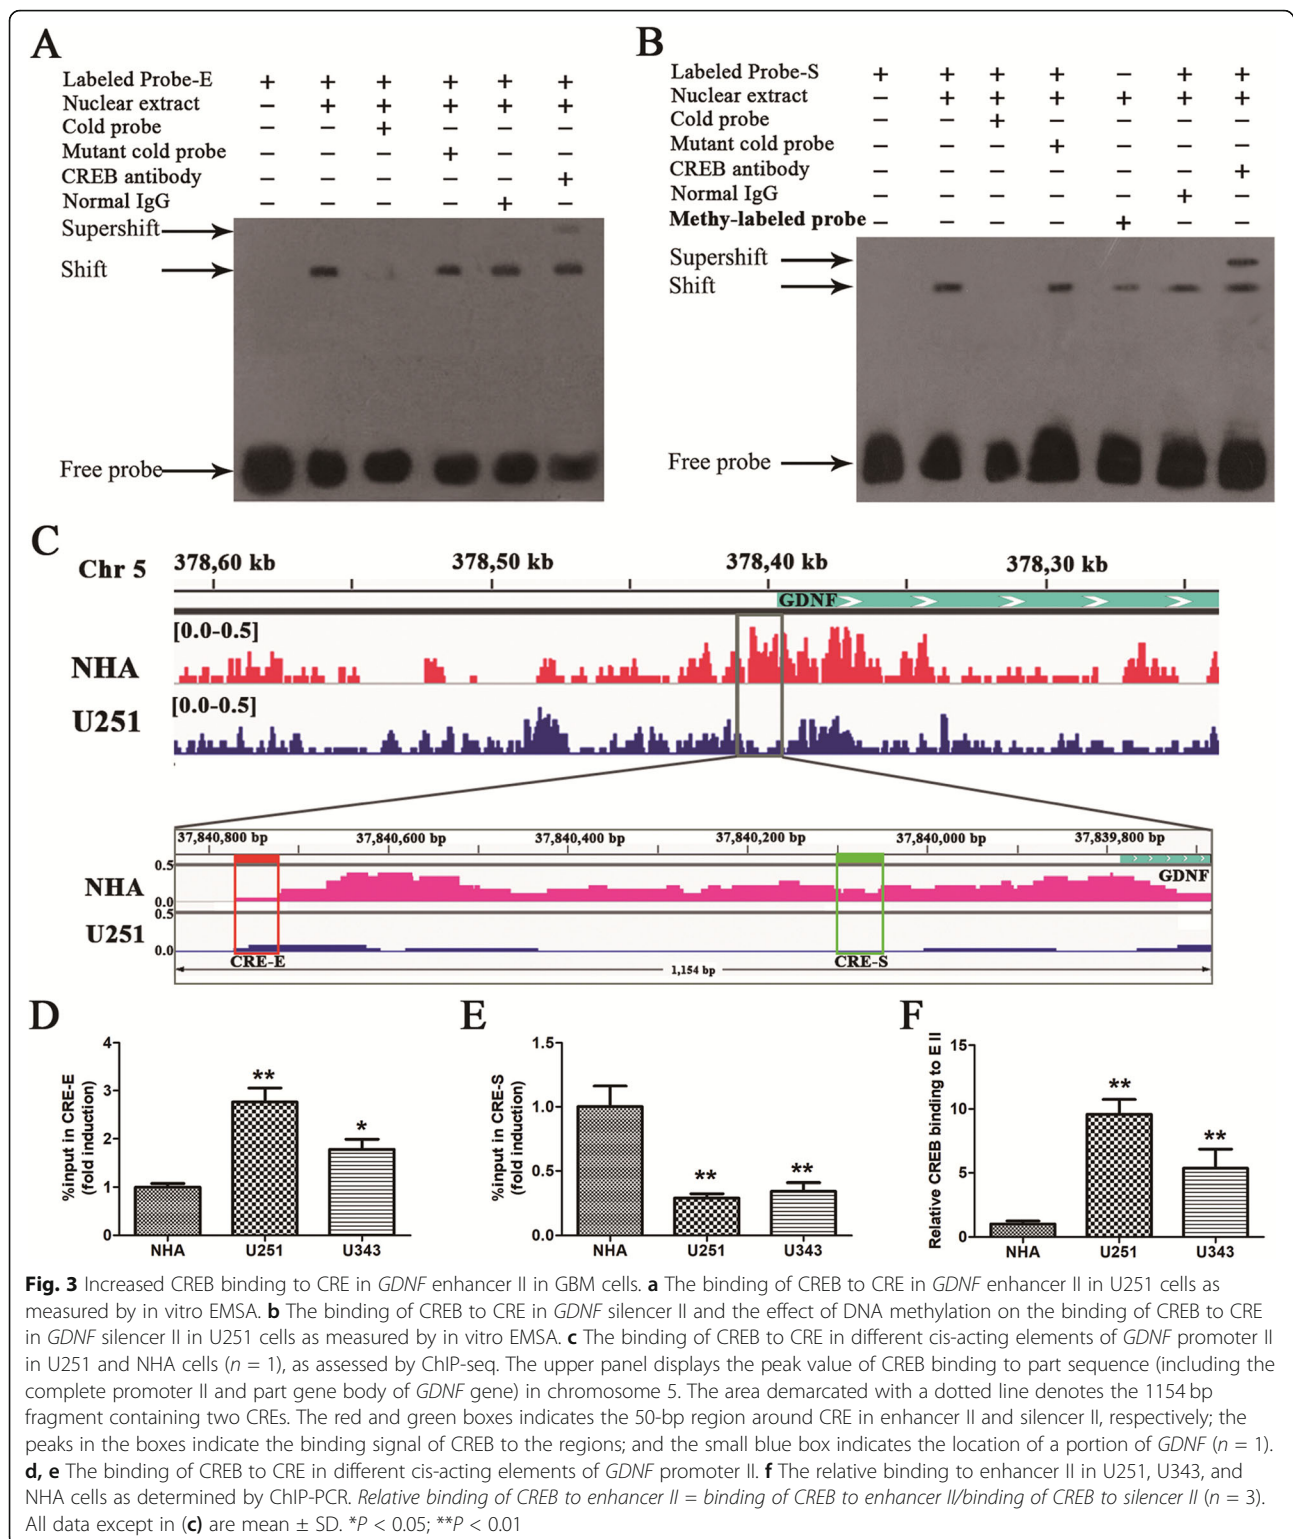 A
Labeled Probe-E + + + + + +
Nuclear extract − + + + + +
Cold probe − − + − − −
Mutant cold probe − − − + − −
CREB antibody − − − − − +
Normal IgG − − − − + −
Supershift
Shift
Free probe
B
Labeled Probe-S + + + + − + +
Nuclear extract − + + + + + +
Cold probe − − + − − − −
Mutant cold probe − − − + − − −
CREB antibody − − − − − − +
Normal IgG − − − − − + −
Methy-labeled probe − − − − + − −
Supershift
Shift
Free probe
C
Chr 5 378,60 kb 378,50 kb 378,40 kb 378,30 kb
GDNF
[0.0-0.5]
NHA
[0.0-0.5]
U251
37,840,800 bp 37,840,600 bp 37,840,400 bp 37,840,200 bp 37,840,000 bp 37,839,800 bp
0.5
NHA GDNF
0.0
0.5
U251
0.0
CRE-E CRE-S
1,154 bp
D
%input in CRE-E
(fold induction)
4
3
2
1
0
** *
NHA U251 U343
E
%input in CRE-S
(fold induction)
1.5
1.0
0.5
0.0
** **
NHA U251 U343
F
Relative CREB binding to E II
15
10
5
0
** **
NHA U251 U343
Fig. 3 Increased CREB binding to CRE in GDNF enhancer II in GBM cells. a The binding of CREB to CRE in GDNF enhancer II in U251 cells as
measured by in vitro EMSA. b The binding of CREB to CRE in GDNF silencer II and the effect of DNA methylation on the binding of CREB to CRE
in GDNF silencer II in U251 cells as measured by in vitro EMSA. c The binding of CREB to CRE in different cis-acting elements of GDNF promoter II
in U251 and NHA cells (n = 1), as assessed by ChIP-seq. The upper panel displays the peak value of CREB binding to part sequence (including the
complete promoter II and part gene body of GDNF gene) in chromosome 5. The area demarcated with a dotted line denotes the 1154 bp
fragment containing two CREs. The red and green boxes indicates the 50-bp region around CRE in enhancer II and silencer II, respectively; the
peaks in the boxes indicate the binding signal of CREB to the regions; and the small blue box indicates the location of a portion of GDNF (n = 1).
d, e The binding of CREB to CRE in different cis-acting elements of GDNF promoter II. f The relative binding to enhancer II in U251, U343, and
NHA cells as determined by ChIP-PCR. Relative binding of CREB to enhancer II = binding of CREB to enhancer II/binding of CREB to silencer II (n = 3).
All data except in (c) are mean ± SD. *P < 0.05; **P < 0.01